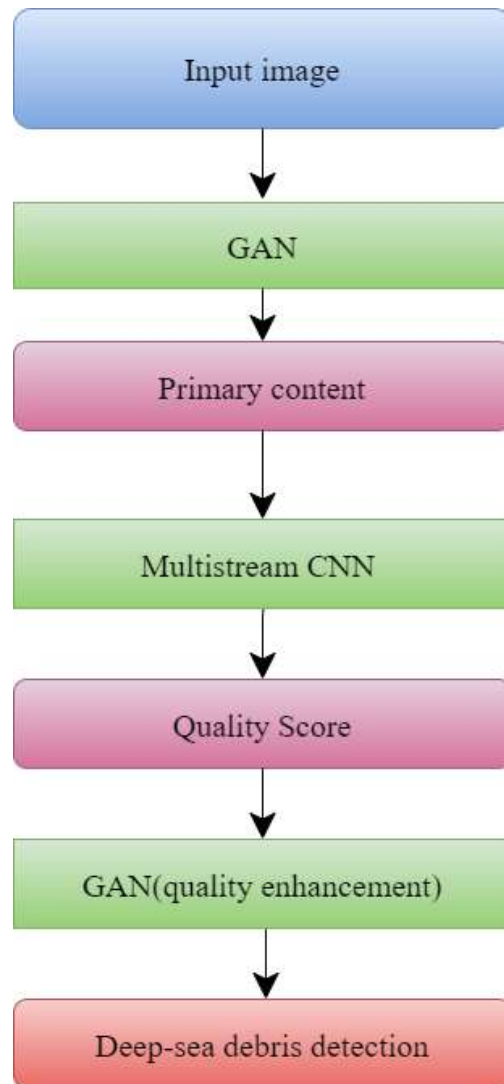 Input image
GAN
Primary content
Multistream CNN
Quality Score
GAN(quality enhancement)
Deep-sea debris detection